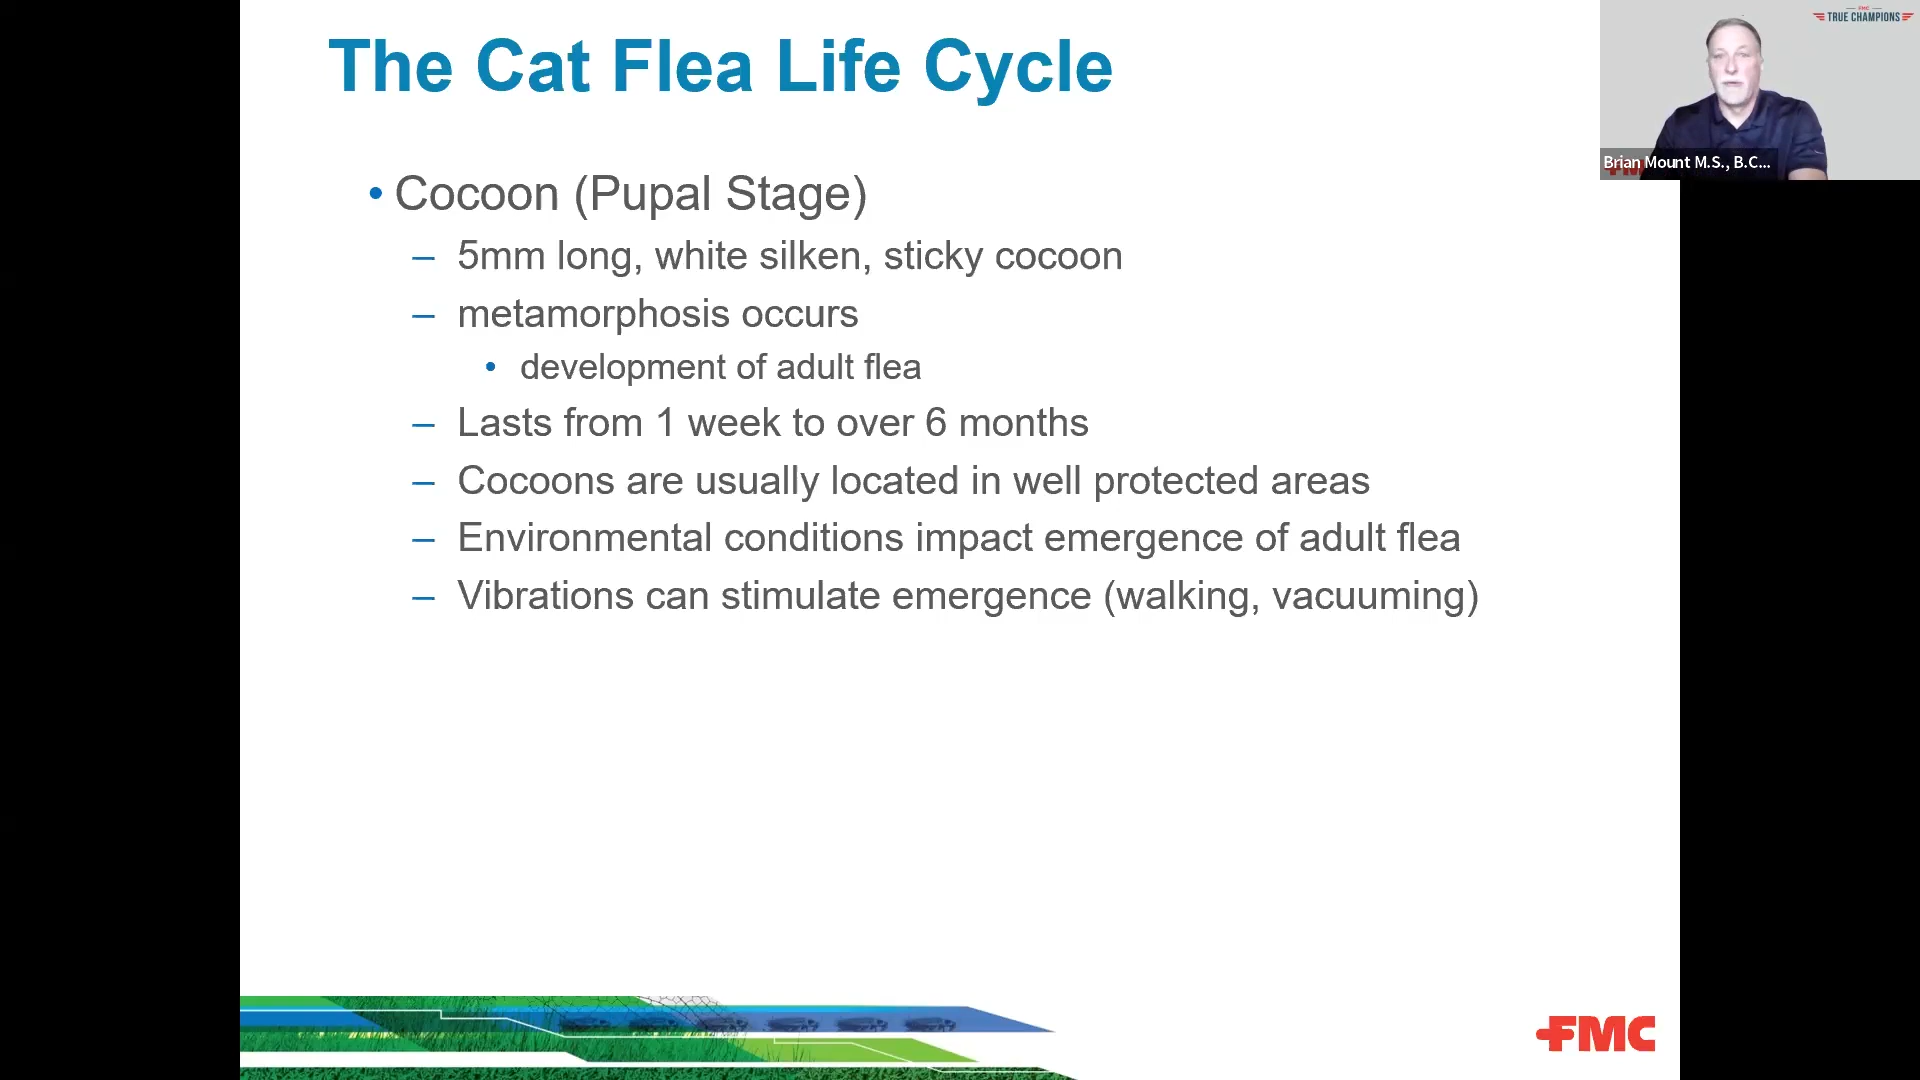 The Cat Flea Life Cycle
FMC
TRUE CHAMPIONS
Brian Mount M.S., B.C...
• Cocoon (Pupal Stage)
– 5mm long, white silken, sticky cocoon
– metamorphosis occurs
• development of adult flea
– Lasts from 1 week to over 6 months
– Cocoons are usually located in well protected areas
– Environmental conditions impact emergence of adult flea
– Vibrations can stimulate emergence (walking, vacuuming)
FMC